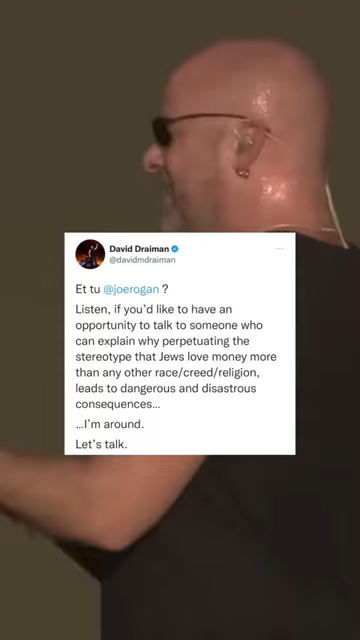 David Draiman
@davidmdraiman
Et tu @joerogan ?
Listen, if you'd like to have an
opportunity to talk to someone who
can explain why perpetuating the
stereotype that Jews love money more
than any other race/creed/religion,
leads to dangerous and disastrous
consequences...
...I'm around.
Let's talk.